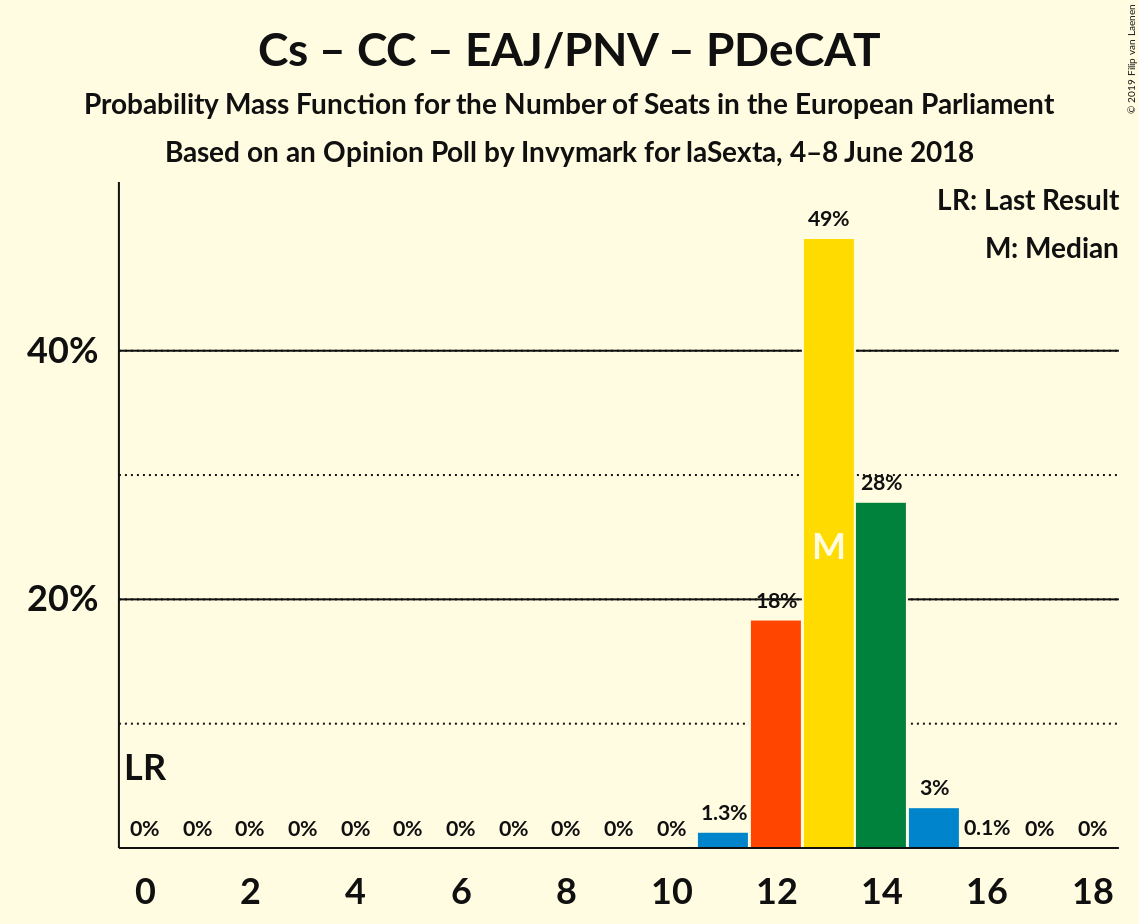 Cs – CC – EAJ/PNV – PDeCAT
Probability Mass Function for the Number of Seats in the European Parliament
Based on an Opinion Poll by Invymark for laSexta, 4–8 June 2018
© 2019 Filip van Laenen
LR: Last Result
M: Median
49%
40%
28%
M
20%
18%
LR
3%
1.3%
0% 0% 0% 0% 0% 0% 0% 0% 0% 0% 0% 0.1% 0% 0%
0 2 4 6 8 10 12 14 16 18